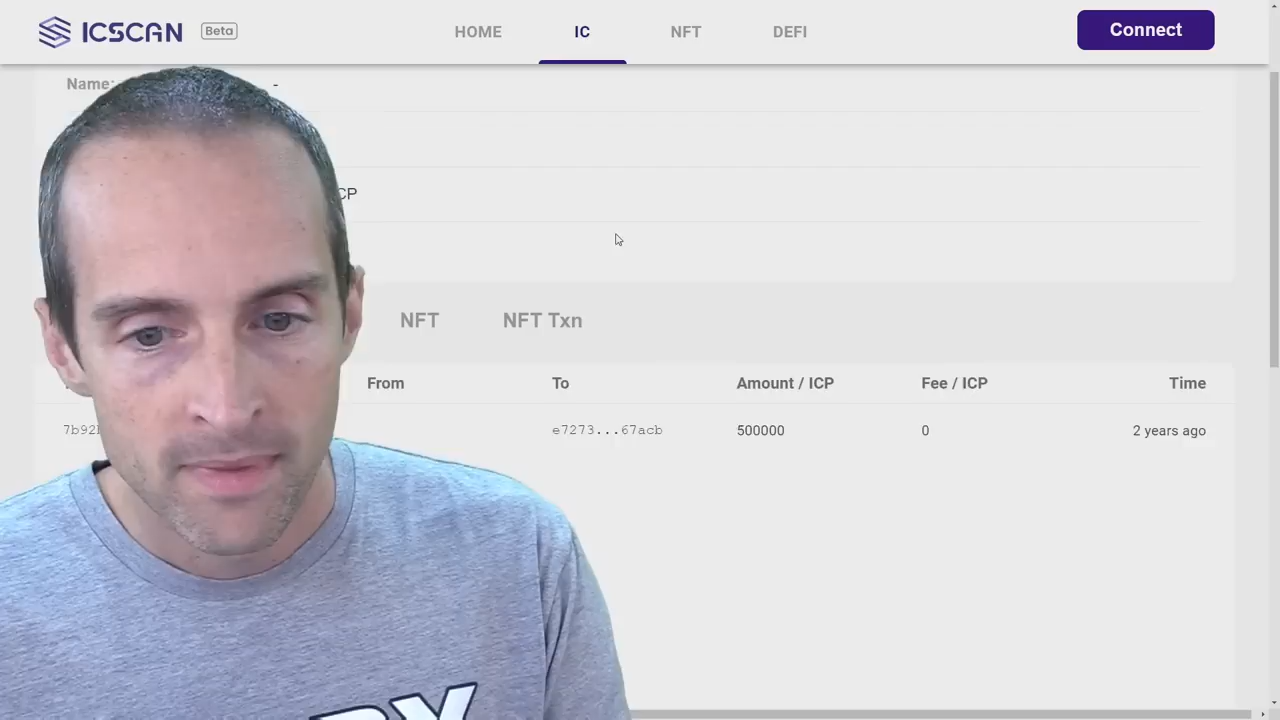 ICSCAN Beta HOME IC NFT DEFI Connect
Name: -
CP
NFT NFT Txn
From To Amount / ICP Fee / ICP Time
7b92 e7273...67acb 500000 0 2 years ago